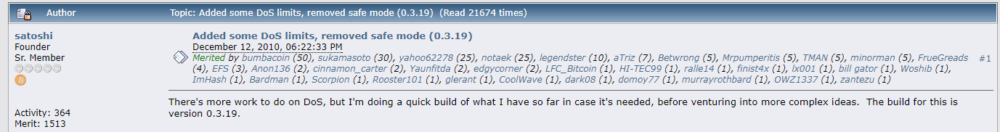 Author
Topic: Added some DoS limits, removed safe mode (0.3.19)  (Read 21674 times)
satoshi
Founder
Sr. Member
Activity: 364
Merit: 1513
Added some DoS limits, removed safe mode (0.3.19)
December 12, 2010, 06:22:33 PM
Merited by bumbacoin (50), sukamasoto (30), yahoo62278 (25), notaek (25), legendster (10), aTriz (7), Betwrong (5), Mrpumperitis (5), TMAN (5), minorman (5), FrueGreads
(4), EFS (3), Anon136 (2), cinnamon_carter (2), Yaunfitda (2), edgycorner (2), LFC_Bitcoin (1), HI-TEC99 (1), ralle14 (1), finist4x (1), lx001 (1), bill gator (1), Woshib (1),
ImHash (1), Bardman (1), Scorpion (1), Rooster101 (1), glerant (1), CoolWave (1), dark08 (1), domoy77 (1), murrayrothbard (1), OWZ1337 (1), zantezu (1)
#1
There's more work to do on DoS, but I'm doing a quick build of what I have so far in case it's needed, before venturing into more complex ideas.  The build for this is
version 0.3.19.